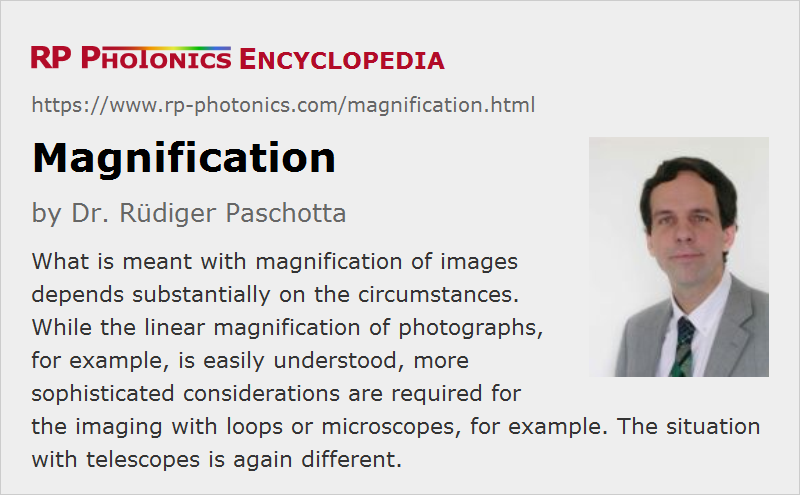 RP PHOTONICS ENCYCLOPEDIA
https://www.rp-photonics.com/magnification.html
Magnification
by Dr. Rüdiger Paschotta
What is meant with magnification of images
depends substantially on the circumstances.
While the linear magnification of photographs,
for example, is easily understood, more
sophisticated considerations are required for
the imaging with loops or microscopes, for example. The situation
with telescopes is again different.